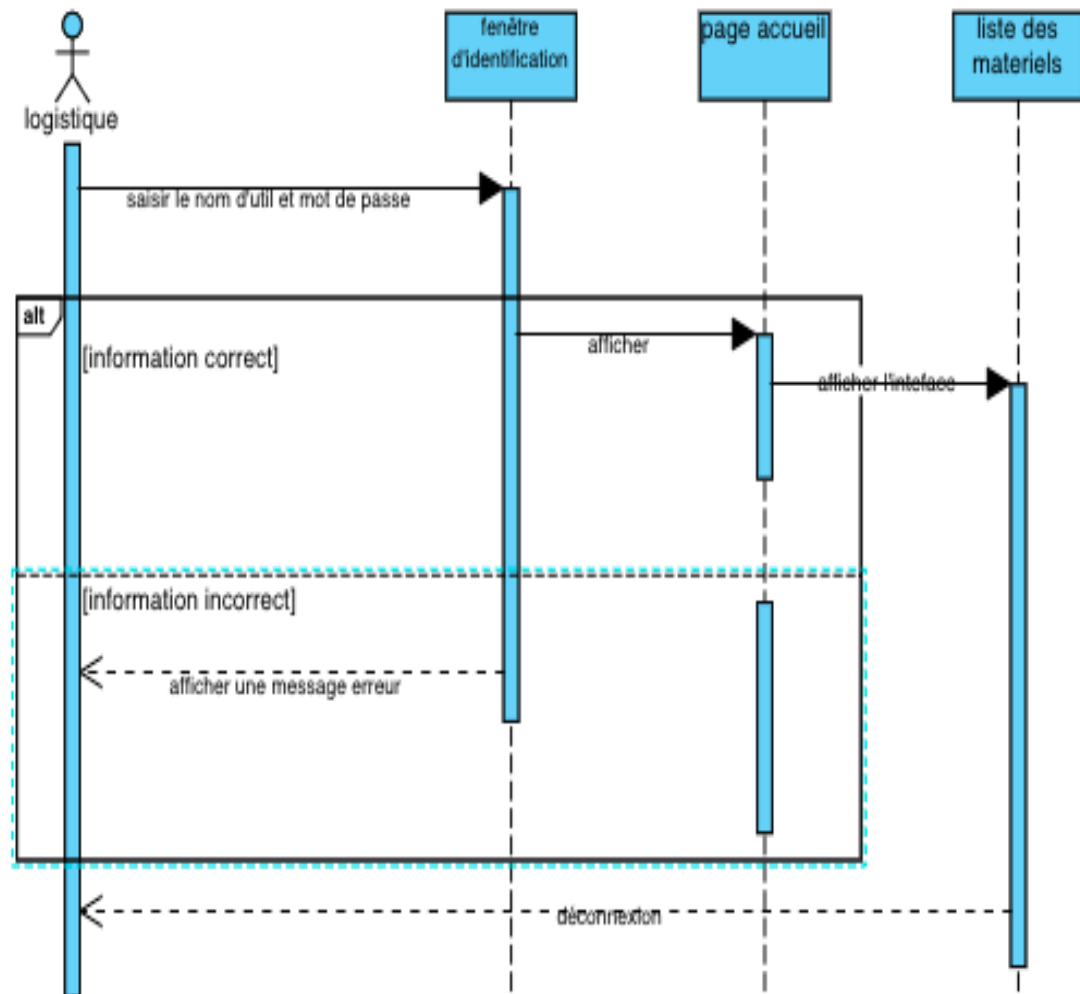 logistique
fenêtre
d'identification
page accueil
liste des
materiels
saisir le nom d'util et mot de passe
alt
[information correct]
afficher
afficher l'inteface
[information incorrect]
afficher une message erreur
déconnexion